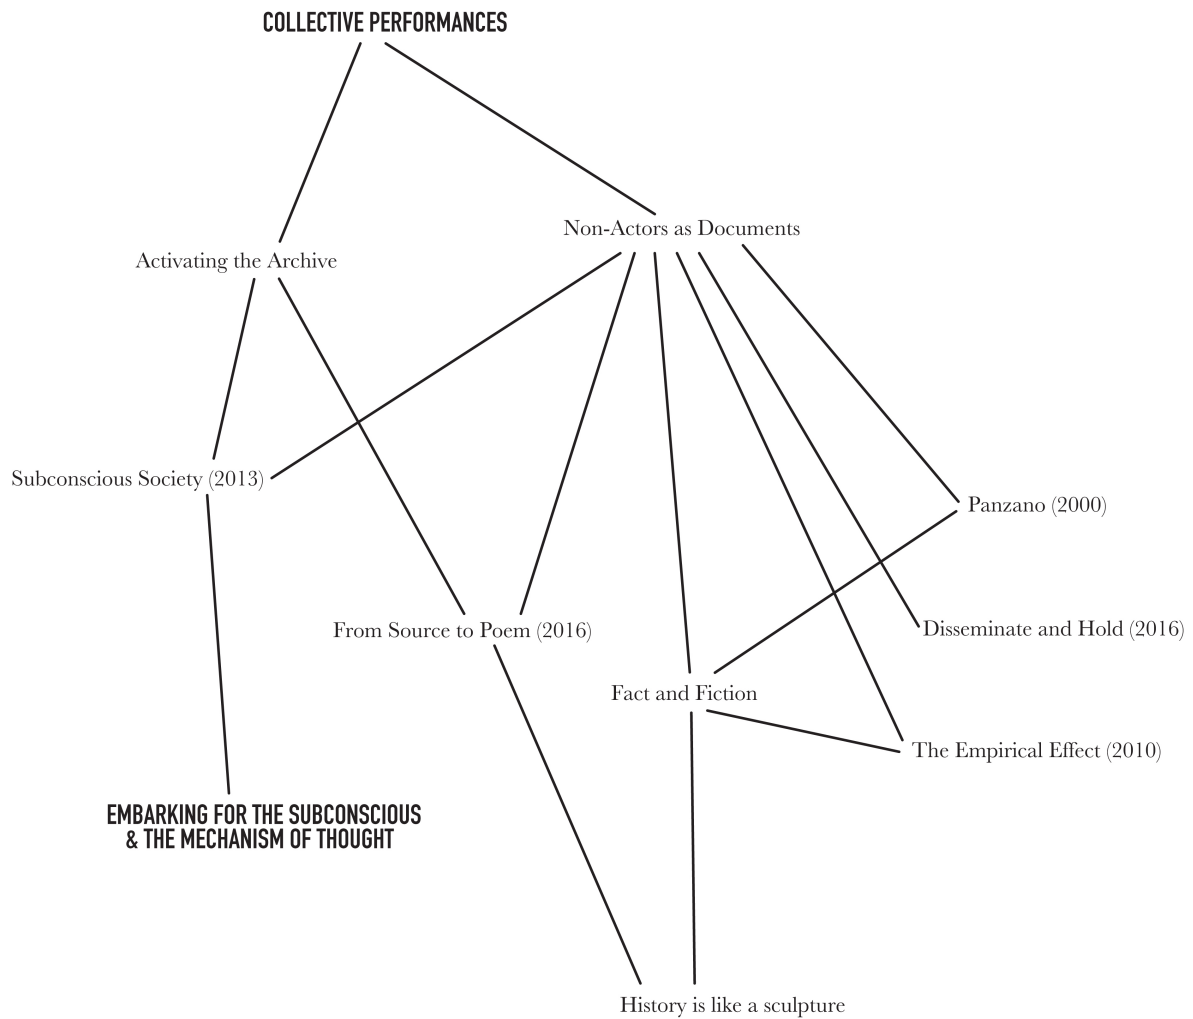 COLLECTIVE PERFORMANCES
Non-Actors as Documents
Activating the Archive
Subconscious Society (2013)
Panzano (2000)
From Source to Poem (2016)
Disseminate and Hold (2016)
Fact and Fiction
The Empirical Effect (2010)
EMBARKING FOR THE SUBCONSCIOUS
& THE MECHANISM OF THOUGHT
History is like a sculpture